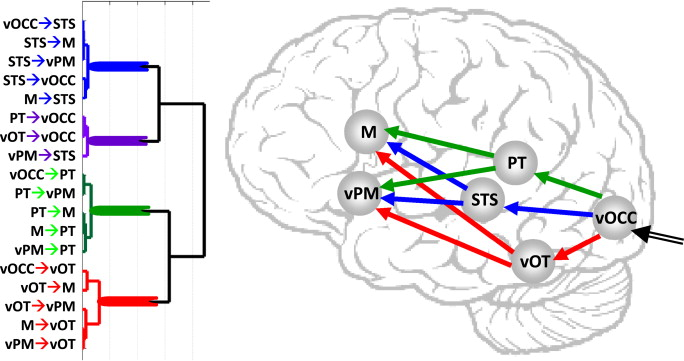 vOCC→STS
STS→M
STS→vPM
STS→vOCC
M→STS
PT→vOCC
vOT→vOCC
vPM→STS
vOCC→PT
PT→vPM
PT→M
M→PT
vPM→PT
vOCC→vOT
vOT→M
vOT→vPM
M→vOT
vPM→vOT
M
PT
vPM
STS
vOCC
vOT